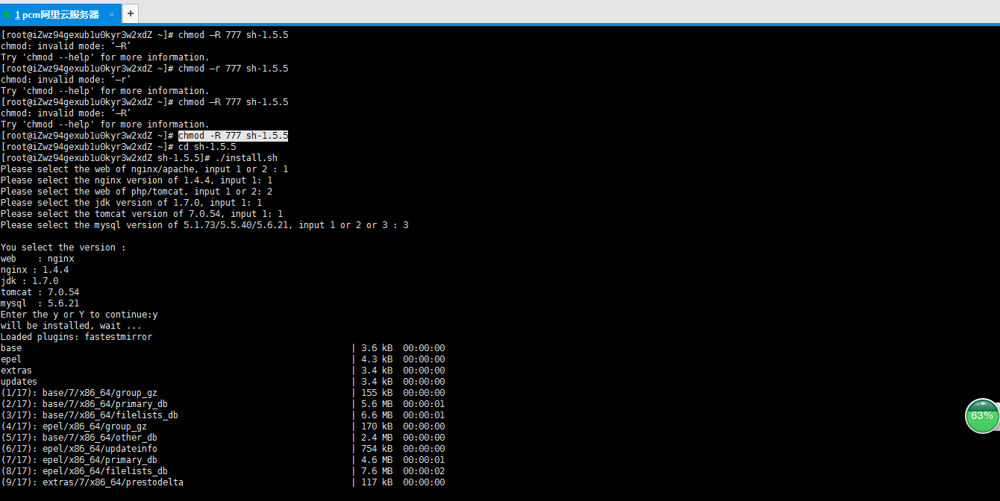 1 pcm阿里云服务器 × +
[root@iZwz94gexub1u0kyr3w2xdZ ~]# chmod –R 777 sh-1.5.5
chmod: invalid mode: ‘–R’
Try 'chmod --help' for more information.
[root@iZwz94gexub1u0kyr3w2xdZ ~]# chmod –r 777 sh-1.5.5
chmod: invalid mode: ‘–r’
Try 'chmod --help' for more information.
[root@iZwz94gexub1u0kyr3w2xdZ ~]# chmod –R 777 sh-1.5.5
chmod: invalid mode: ‘–R’
Try 'chmod --help' for more information.
[root@iZwz94gexub1u0kyr3w2xdZ ~]# chmod -R 777 sh-1.5.5
[root@iZwz94gexub1u0kyr3w2xdZ ~]# cd sh-1.5.5
[root@iZwz94gexub1u0kyr3w2xdZ sh-1.5.5]# ./install.sh
Please select the web of nginx/apache, input 1 or 2 : 1
Please select the nginx version of 1.4.4, input 1: 1
Please select the web of php/tomcat, input 1 or 2: 2
Please select the jdk version of 1.7.0, input 1: 1
Please select the tomcat version of 7.0.54, input 1: 1
Please select the mysql version of 5.1.73/5.5.40/5.6.21, input 1 or 2 or 3 : 3
You select the version :
web    : nginx
nginx : 1.4.4
jdk : 1.7.0
tomcat : 7.0.54
mysql  : 5.6.21
Enter the y or Y to continue:y
will be installed, wait ...
Loaded plugins: fastestmirror
base | 3.6 kB  00:00:00
epel | 4.3 kB  00:00:00
extras | 3.4 kB  00:00:00
updates | 3.4 kB  00:00:00
(1/17): base/7/x86_64/group_gz | 155 kB  00:00:00
(2/17): base/7/x86_64/primary_db | 5.6 MB  00:00:01
(3/17): base/7/x86_64/filelists_db | 6.6 MB  00:00:01
(4/17): epel/x86_64/group_gz | 170 kB  00:00:00
(5/17): base/7/x86_64/other_db | 2.4 MB  00:00:00
(6/17): epel/x86_64/updateinfo | 754 kB  00:00:00
(7/17): epel/x86_64/primary_db | 4.6 MB  00:00:01
(8/17): epel/x86_64/filelists_db | 7.6 MB  00:00:02
(9/17): extras/7/x86_64/prestodelta | 117 kB  00:00:00
63%